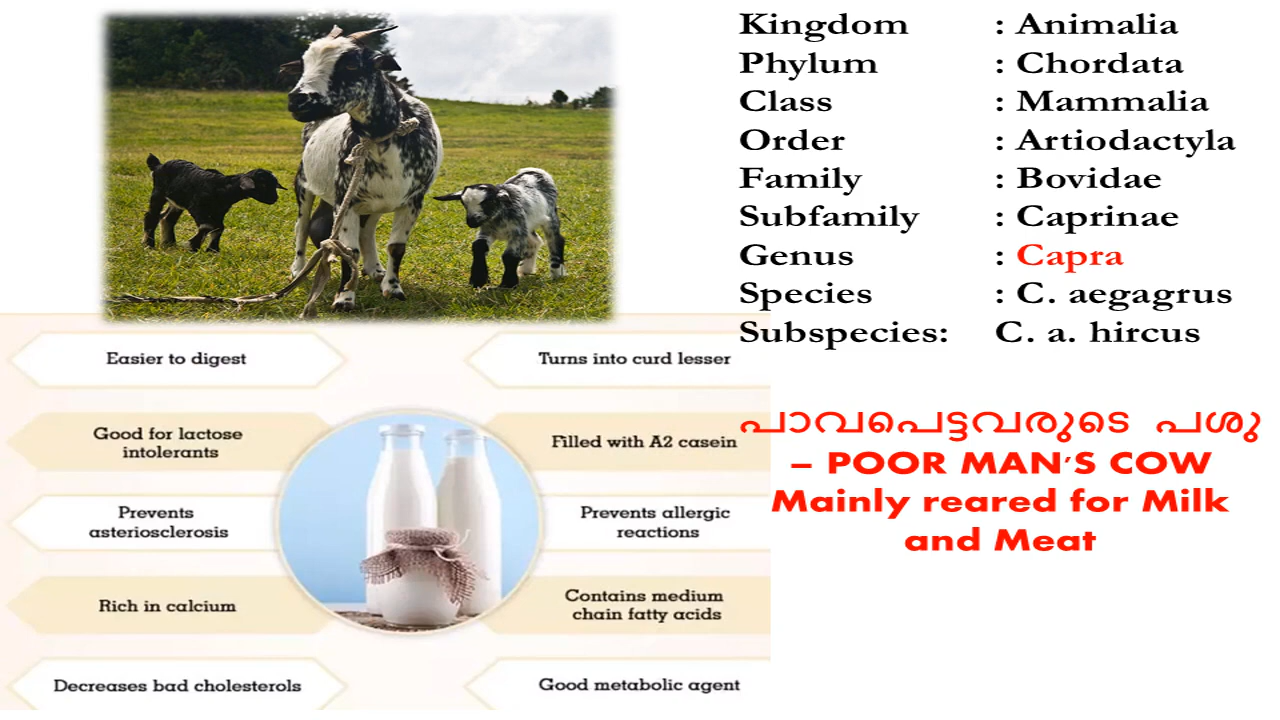 Kingdom : Animalia
Phylum : Chordata
Class : Mammalia
Order : Artiodactyla
Family : Bovidae
Subfamily : Caprinae
Genus : Capra
Species : C. aegagrus
Subspecies: C. a. hircus
പാവപെട്ടവരുടെ പശു
– POOR MAN'S COW
Mainly reared for Milk
and Meat
Easier to digest
Turns into curd lesser
Good for lactose
intolerants
Filled with A2 casein
Prevents
asteriosclerosis
Prevents allergic
reactions
Rich in calcium
Contains medium
chain fatty acids
Decreases bad cholesterols
Good metabolic agent